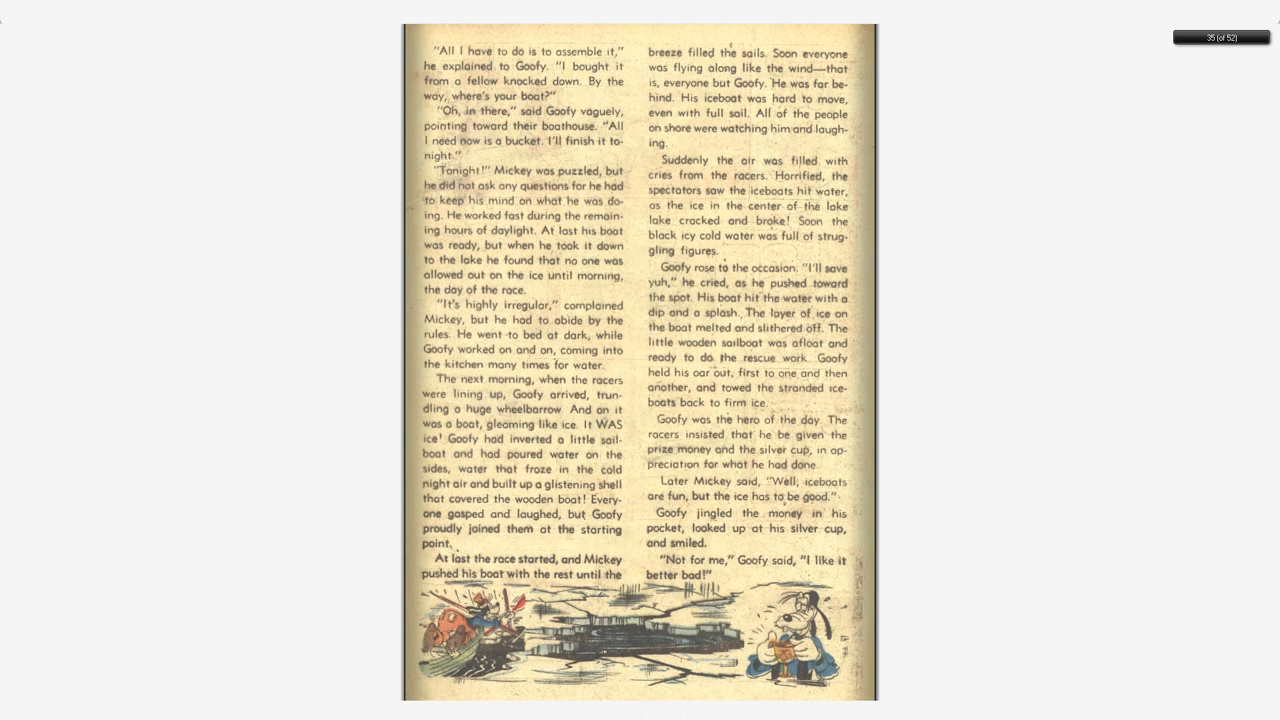 35 (of 52)
"All I have to do is to assemble it,"
he explained to Goofy. "I bought it
from a fellow knocked down. By the
way, where's your boat?"
"Oh, in there," said Goofy vaguely,
pointing toward their boathouse. "All
I need now is a bucket. I'll finish it to-
night."
"Tonight!" Mickey was puzzled, but
he did not ask any questions for he had
to keep his mind on what he was do-
ing. He worked fast during the remain-
ing hours of daylight. At last his boat
was ready, but when he took it down
to the lake he found that no one was
allowed out on the ice until morning,
the day of the race.
"It's highly irregular," complained
Mickey, but he had to abide by the
rules. He went to bed at dark, while
Goofy worked on and on, coming into
the kitchen many times for water.
The next morning, when the racers
were lining up, Goofy arrived, trun-
dling a huge wheelbarrow. And on it
was a boat, gleaming like ice. It WAS
ice! Goofy had inverted a little sail-
boat and had poured water on the
sides, water that froze in the cold
night air and built up a glistening shell
that covered the wooden boat! Every-
one gasped and laughed, but Goofy
proudly joined them at the starting
point.
At last the race started, and Mickey
pushed his boat with the rest until the
breeze filled the sails. Soon everyone
was flying along like the wind—that
is, everyone but Goofy. He was far be-
hind. His iceboat was hard to move,
even with full sail. All of the people
on shore were watching him and laugh-
ing.
Suddenly the air was filled with
cries from the racers. Horrified, the
spectators saw the iceboats hit water,
as the ice in the center of the lake
lake cracked and broke! Soon the
black icy cold water was full of strug-
gling figures.
Goofy rose to the occasion. "I'll save
yuh," he cried, as he pushed toward
the spot. His boat hit the water with a
dip and a splash. The layer of ice on
the boat melted and slithered off. The
little wooden sailboat was afloat and
ready to do the rescue work. Goofy
held his oar out, first to one and then
another, and towed the stranded ice-
boats back to firm ice.
Goofy was the hero of the day. The
racers insisted that he be given the
prize money and the silver cup, in ap-
preciation for what he had done.
Later Mickey said, "Well, iceboats
are fun, but the ice has to be good."
Goofy jingled the money in his
pocket, looked up at his silver cup,
and smiled.
"Not for me," Goofy said, "I like it
better bad!"